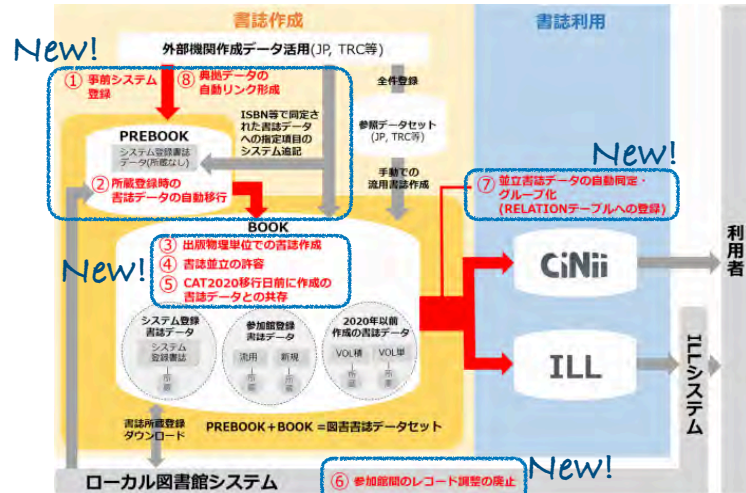 書誌作成
書誌利用
New!
外部機関作成データ活用(JP, TRC等)
① 事前システム
登録
⑧ 典拠データの
自動リンク形成
全件登録
ISBN等で同定さ
れた書誌データ
への指定項目の
システム追記
参照データセット
(JP, TRC等)
PREBOOK
システム登録書誌
データ(所蔵なし)
手動での
流用書誌作成
② 所蔵登録時の
書誌データの自動移行
New!
⑦ 並立書誌データの自動同定・
グループ化
(RELATIONテーブルへの登録)
BOOK
New!
③ 出版物理単位での書誌作成
④ 書誌並立の許容
⑤ CAT2020移行日前に作成の
書誌データとの共存
CiNii
利用者
システム登録
書誌データ
システム
登録書誌
所蔵
参加館登録
書誌データ
流用
新規
所蔵
所蔵
2020年以前
作成の書誌データ
VOL積
VOL単
所蔵
所蔵
ILL
ILLシステム
書誌所蔵登録
ダウンロード
PREBOOK+BOOK =図書書誌データセット
ローカル図書館システム
⑥ 参加館間のレコード調整の廃止
New!